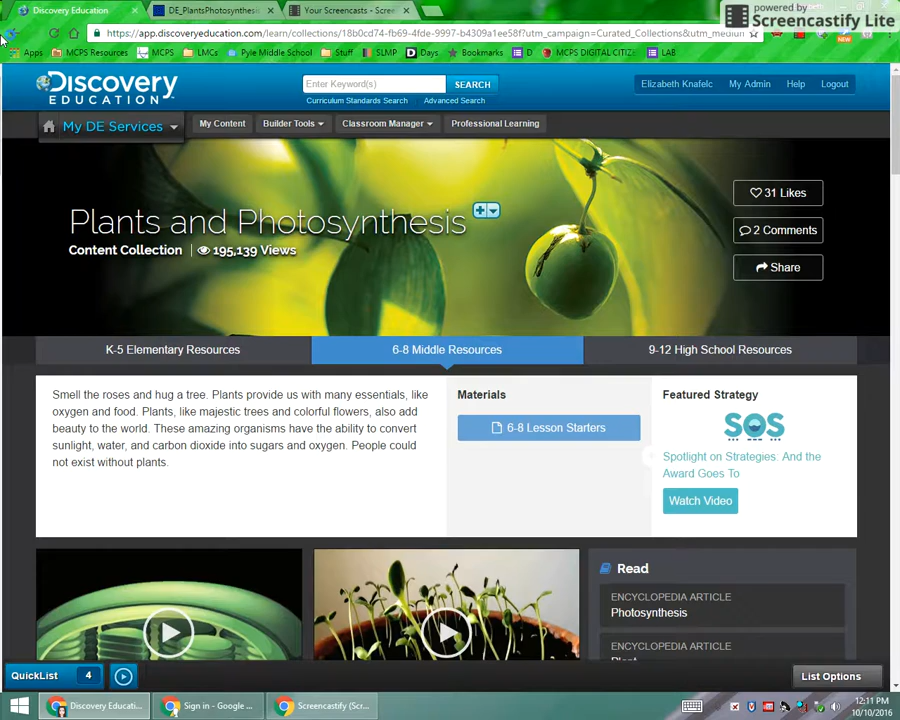 powered by
Screencastify Lite
Discovery Education
DE_PlantsPhotosynthesis
Your Screencasts - Scree
https://app.discoveryeducation.com/learn/collections/18b0cd74-fb69-4fde-9997-b4309a1ee58f?utm_campaign=Curated_Collections&utm_medium
Apps MCPS Resources MCPS LMCs Pyle Middle School Stuff SLMP Days Bookmarks D MCPS DIGITAL CITIZE LAB
Discovery
EDUCATION
Enter Keyword(s) SEARCH
Curriculum Standards Search Advanced Search
Elizabeth Knafelc My Admin Help Logout
My DE Services My Content Builder Tools Classroom Manager Professional Learning
Plants and Photosynthesis
Content Collection | 195,139 Views
31 Likes
2 Comments
Share
K-5 Elementary Resources 6-8 Middle Resources 9-12 High School Resources
Smell the roses and hug a tree. Plants provide us with many essentials, like
oxygen and food. Plants, like majestic trees and colorful flowers, also add
beauty to the world. These amazing organisms have the ability to convert
sunlight, water, and carbon dioxide into sugars and oxygen. People could
not exist without plants.
Materials
6-8 Lesson Starters
Featured Strategy
SOS
Spotlight on Strategies. And the
Award Goes To
Watch Video
Read
ENCYCLOPEDIA ARTICLE
Photosynthesis
ENCYCLOPEDIA ARTICLE
Plant
QuickList 4
List Options
Discovery Educati...
Sign in - Google ...
Screencastify (Scr...
12:11 PM
10/10/2016